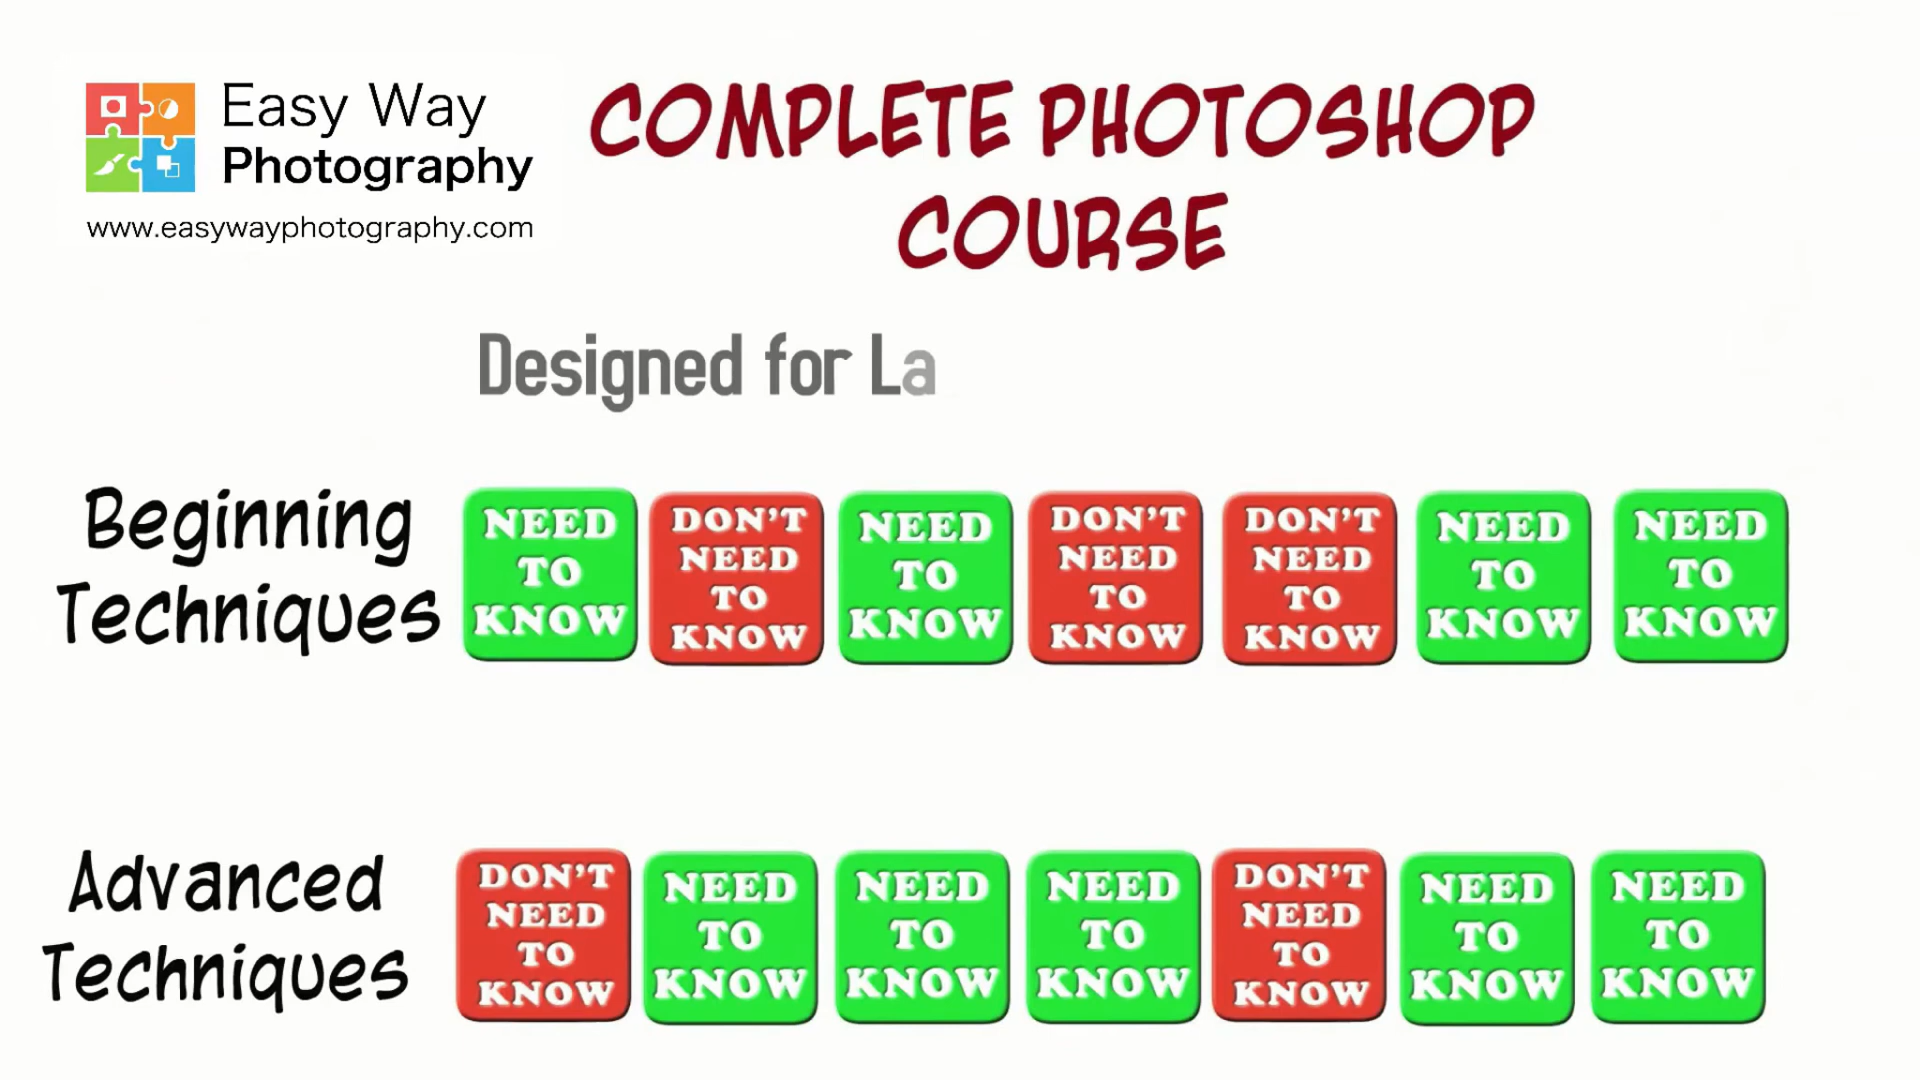 Easy Way
Photography
www.easywayphotography.com
COMPLETE PHOTOSHOP
COURSE
Designed for La
Beginning
Techniques
NEED
TO
KNOW
DON'T
NEED
TO
KNOW
NEED
TO
KNOW
DON'T
NEED
TO
KNOW
DON'T
NEED
TO
KNOW
NEED
TO
KNOW
NEED
TO
KNOW
Advanced
Techniques
DON'T
NEED
TO
KNOW
NEED
TO
KNOW
NEED
TO
KNOW
NEED
TO
KNOW
DON'T
NEED
TO
KNOW
NEED
TO
KNOW
NEED
TO
KNOW